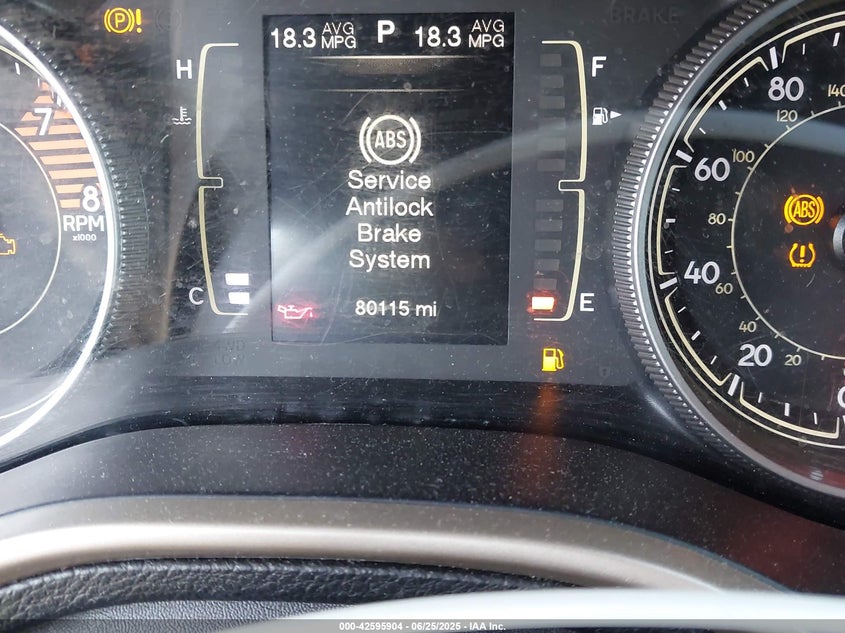 (P)!
BRAKE
18.3 AVG MPG P 18.3 AVG MPG
H
F
ABS
Service
Antilock
Brake
System
80115 mi
C
E
7
8
RPM
x1000
80
60
40
20
0
140
120
100
80
60
40
20
ABS
000-42595904 - 06/25/2025 - IAA Inc.